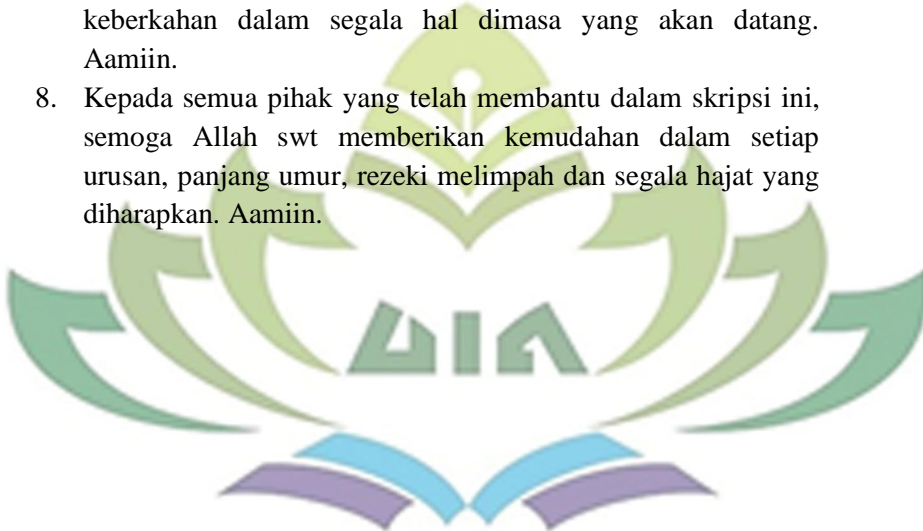 keberkahan dalam segala hal dimasa yang akan datang.
Aamiin.
8. Kepada semua pihak yang telah membantu dalam skripsi ini,
semoga Allah swt memberikan kemudahan dalam setiap
urusan, panjang umur, rezeki melimpah dan segala hajat yang
diharapkan. Aamiin.
UIN